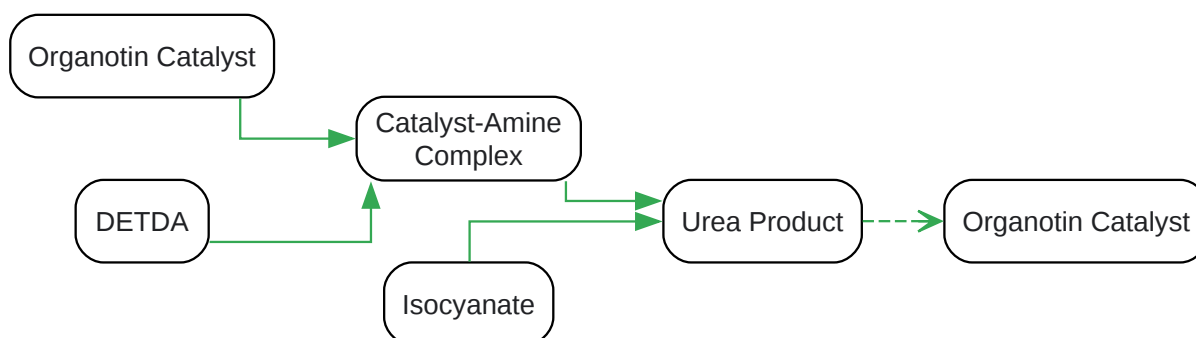 Organotin Catalyst
Catalyst-Amine
Complex
DETDA
Urea Product
Organotin Catalyst
Isocyanate